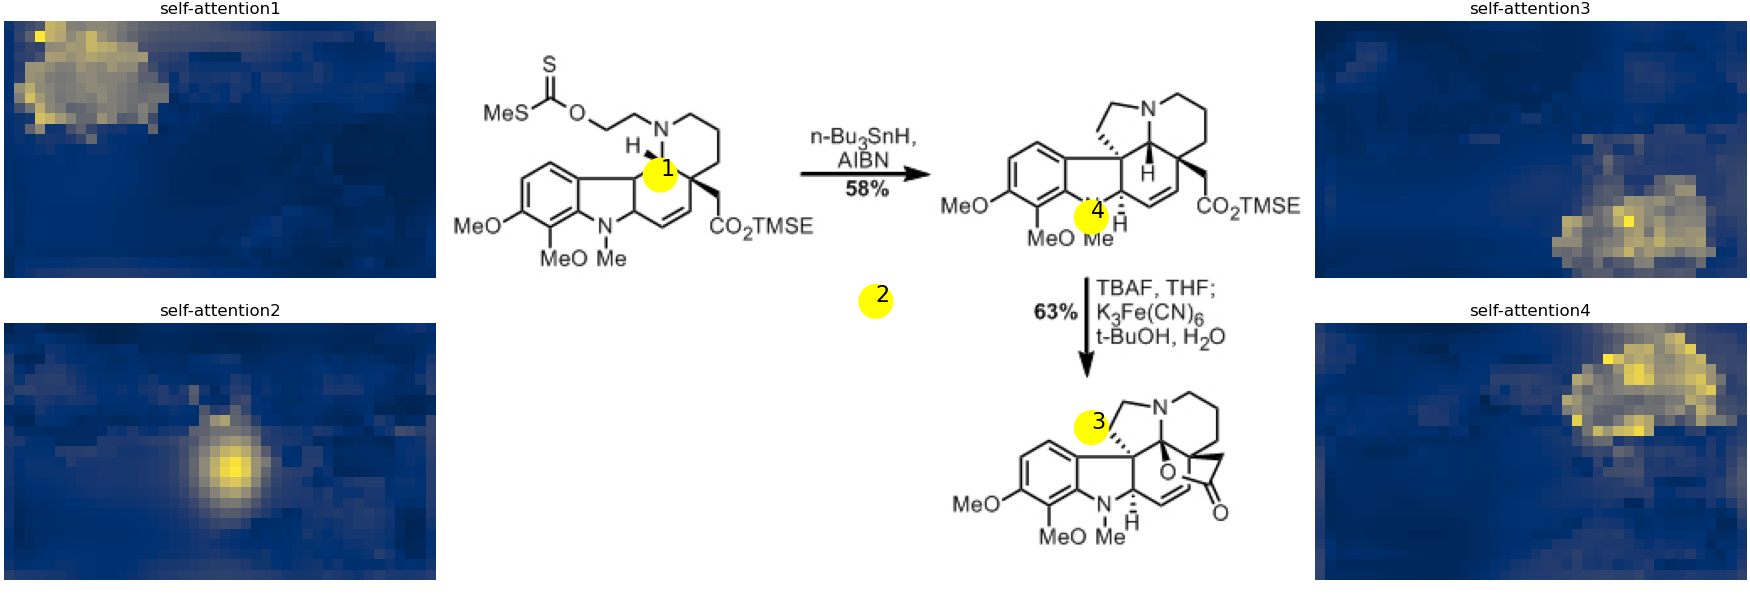 self-attention1
self-attention3
S
MeS
O
N
H
1
MeO
N
CO2TMSE
MeO Me
n-Bu3SnH,
AIBN
58%
N
H
MeO
4
H
CO2TMSE
MeO Me
2
self-attention2
self-attention4
63%
TBAF, THF;
K3Fe(CN)6
t-BuOH, H2O
3
N
O
MeO
N
H
O
MeO Me